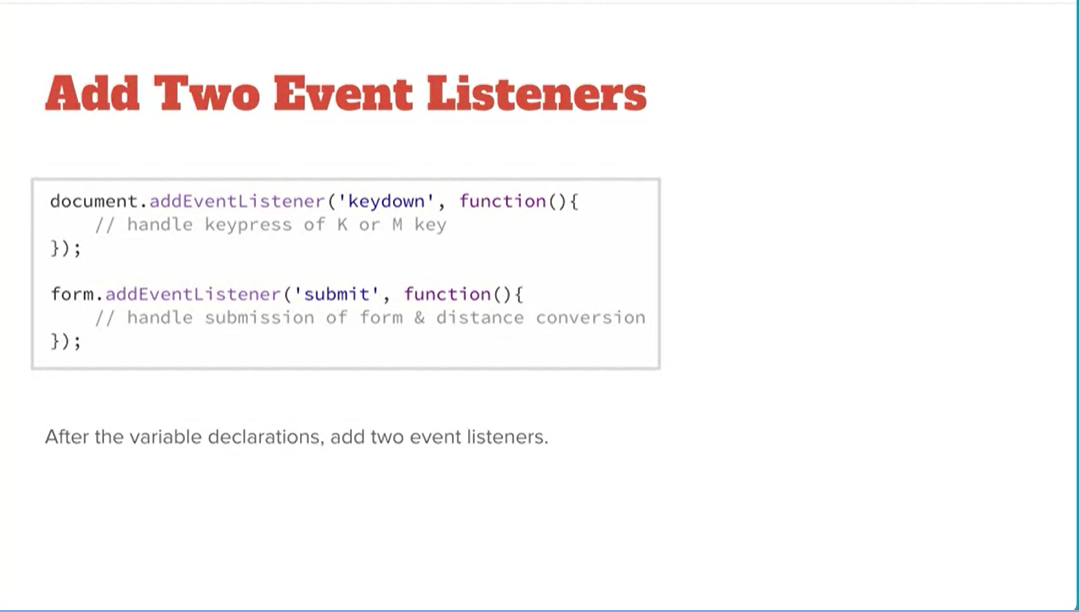 Add Two Event Listeners
document.addEventListener('keydown', function(){
    // handle keypress of K or M key
});
form.addEventListener('submit', function(){
    // handle submission of form & distance conversion
});
After the variable declarations, add two event listeners.